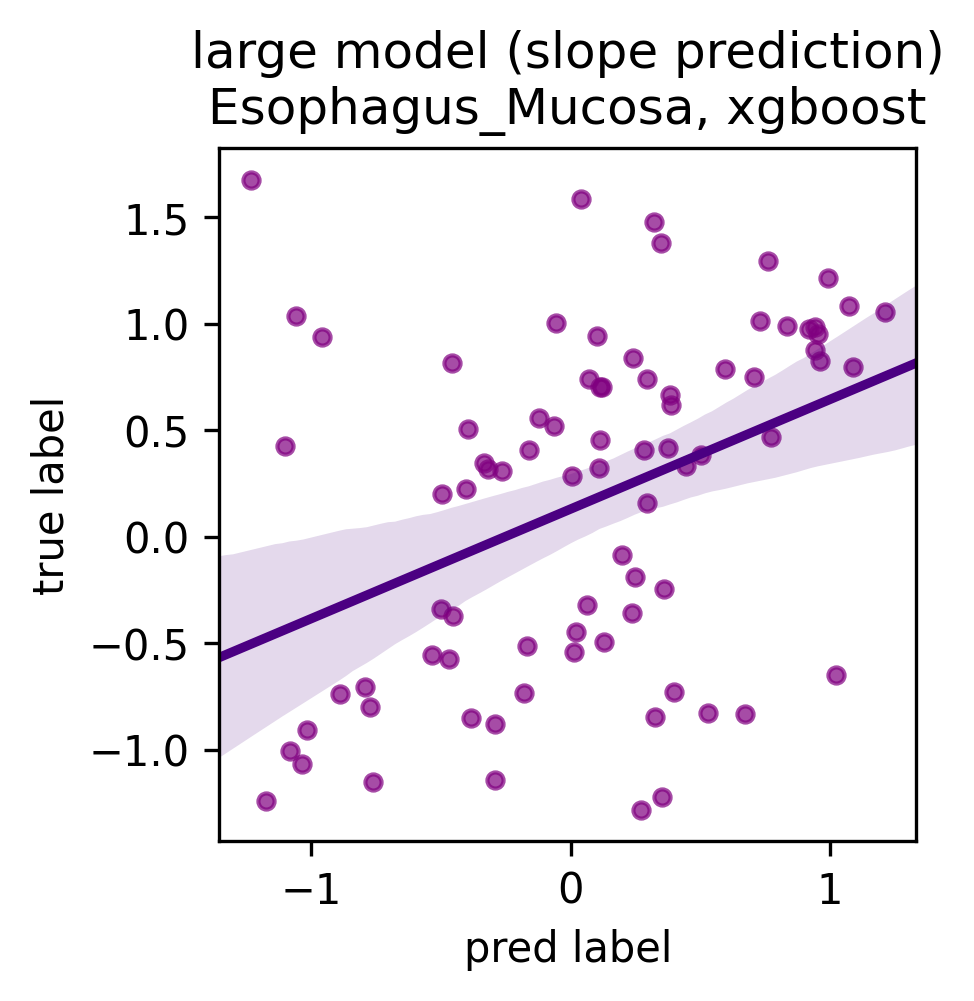 large model (slope prediction)
Esophagus_Mucosa, xgboost
1.5
1.0
0.5
0.0
−0.5
−1.0
true label
−1 0 1
pred label